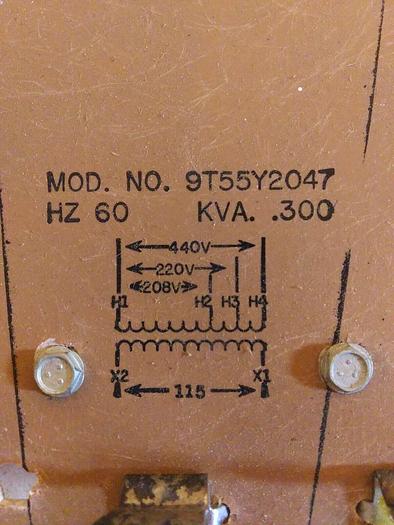 MOD. NO. 9T55Y2047
HZ 60 KVA. .300
440V
220V
208V
H1 H2 H3 H4
X2 X1
115